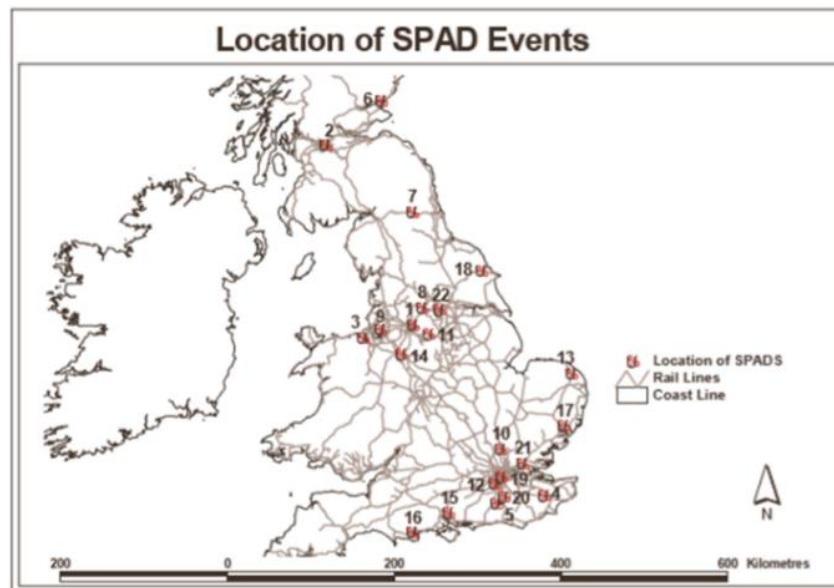 Location of SPAD Events
6
2
7
18
8 22
9 1
3 11
14
13
17
10
21
12 19
4
20
15 5
16
Location of SPADS
Rail Lines
Coast Line
N
200 0 200 400 600 Kilometres